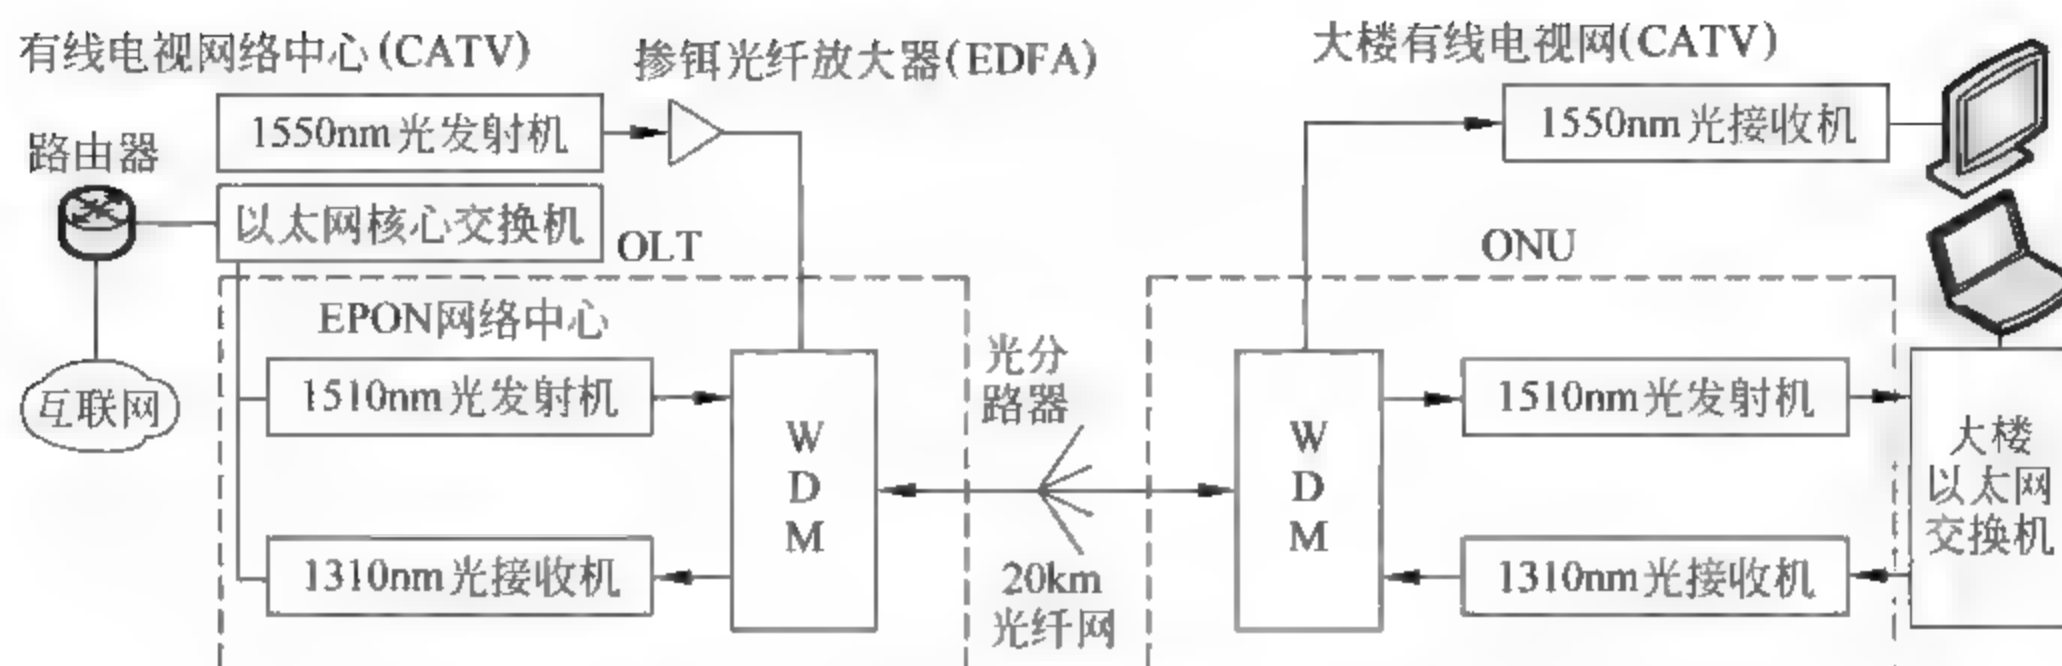 有线电视网络中心(CATV)
掺铒光纤放大器(EDFA)
大楼有线电视网(CATV)
1550nm光发射机
1550nm光接收机
路由器
以太网核心交换机
OLT
ONU
EPON网络中心
互联网
1510nm光发射机
1310nm光接收机
W
D
M
光分
路器
20km
光纤网
W
D
M
1510nm光发射机
1310nm光接收机
大楼
以太网
交换机